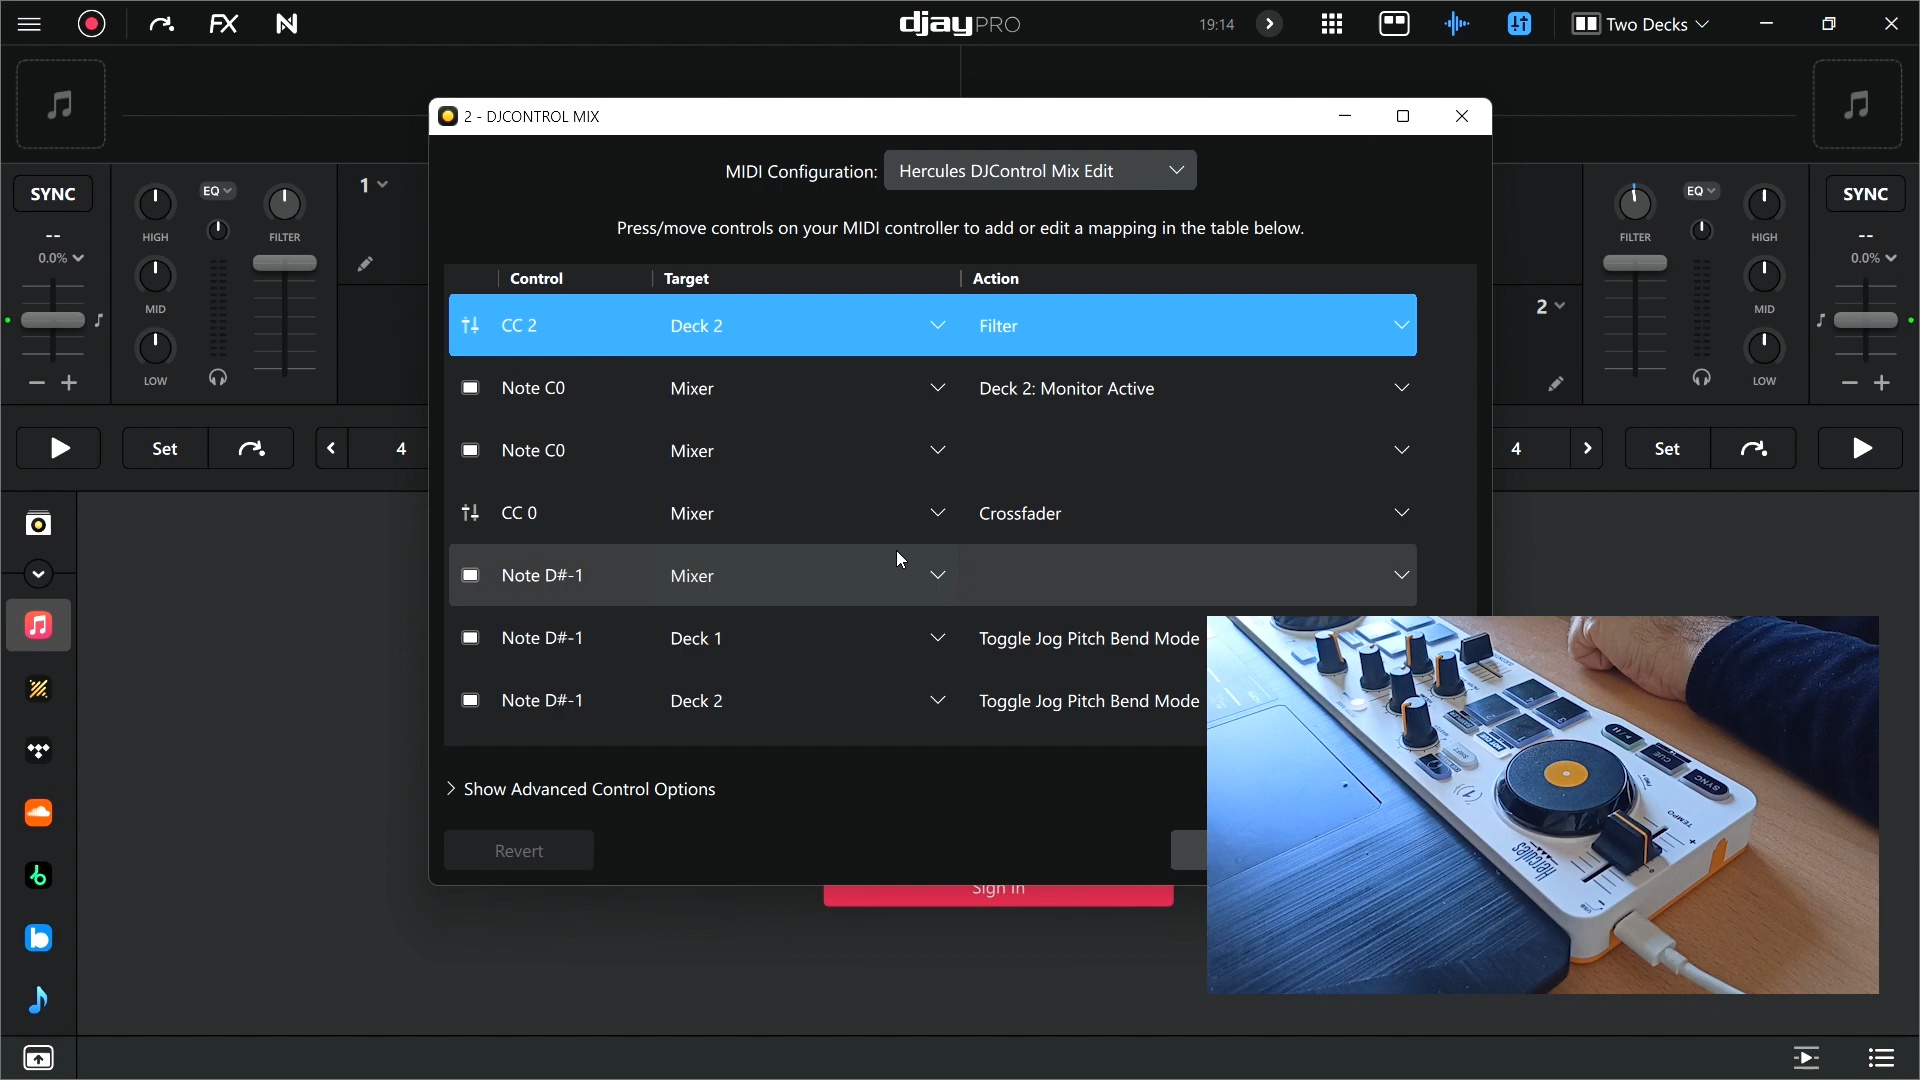 FX
djay PRO
19:14
Two Decks
2 - DJCONTROL MIX
MIDI Configuration:
Hercules DJControl Mix Edit
SYNC
--
0.0%
HIGH
MID
LOW
EQ
FILTER
1
Press/move controls on your MIDI controller to add or edit a mapping in the table below.
Control
Target
Action
CC 2
Deck 2
Filter
Note C0
Mixer
Deck 2: Monitor Active
Note C0
Mixer
CC 0
Mixer
Crossfader
Note D#-1
Mixer
Note D#-1
Deck 1
Toggle Jog Pitch Bend Mode
Note D#-1
Deck 2
Toggle Jog Pitch Bend Mode
Show Advanced Control Options
Revert
Sign In
2
FILTER
EQ
HIGH
MID
LOW
SYNC
--
0.0%
Set
4
4
Set
SYNC
CUE
SHIFT
TEMPO
Hercules